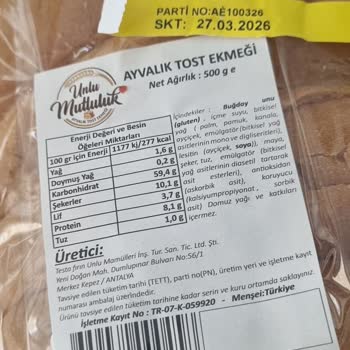 PARTİ NO:AE100326
SKT: 27.03.2026
Unlu
Mutluluk
AYVALIK TOST EKMEĞİ
AYVALIK TOST EKMEĞİ
Net Ağırlık : 500 g e
Enerji Değeri ve Besin
Öğeleri Miktarları
100 gr için Enerji 1177 kj/277 kcal
Yağ 1,6 g
Doymuş Yağ 0,2 g
Karbonhidrat 59,4 g
Şekerler 10,1 g
Lif 3,7 g
Protein 8,1 g
Tuz 1,0 g
İçindekiler : Buğday unu
(gluten), içme suyu, bitkisel
yağ ( palm, pamuk, kanola,
ayçiçek, emülgatör (bitkisel yağ
asitlerinin mono ve digliseritleri),
lesitin (ayçiçek, soya), maya,
şeker, tuz, emülgatör (bitkisel
yağ asitlerinin diasetil tartarik
asit esterleri), antioksidan
(askorbik asit), koruyucu
(kalsiyumpropiyonat, sorbik
asit) Domuz yağı ve katkıları
içermez.
Üretici:
Testo fırın Unlu Mamülleri İnş. Tur. San. Tic. Ltd. Şti.
Yeni Doğan Mah. Dumlupınar Bulvarı No:56/1
Merkez Kepez / ANTALYA
Tavsiye edilen tüketim tarihi (TETT), parti no(PN), üretim yeri ve işletme kayıt
numarası ambalaj üzerindedir.
Ürünü tavsiye edilen tüketim tarihine kadar serin ve kuru ortamda saklayınız
İşletme Kayıt No : TR-07-K-059920 - Menşei:Türkiye